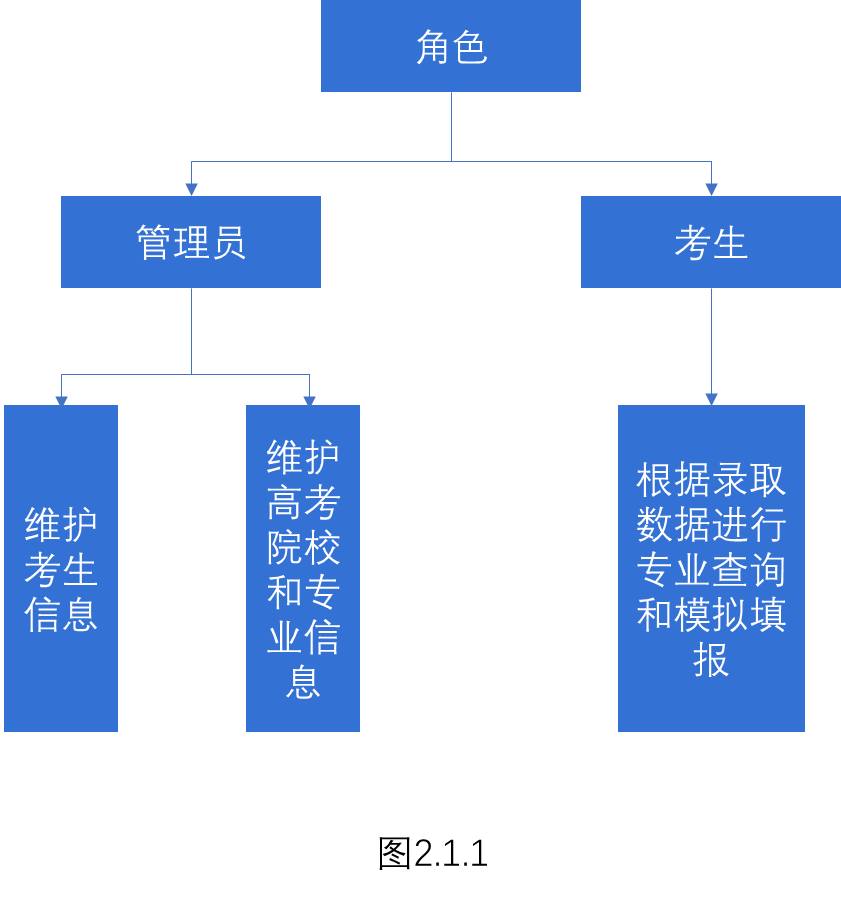 角色
管理员
考生
维护
考生
信息
维护
高考
院校
和专
业信
息
根据录取
数据进行
专业查询
和模拟填
报
图2.1.1